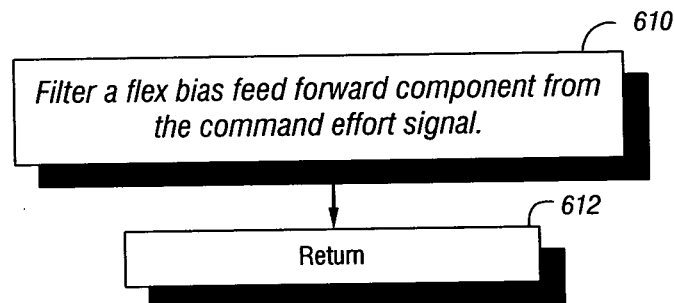 610
Filter a flex bias feed forward component from
the command effort signal.
612
Return